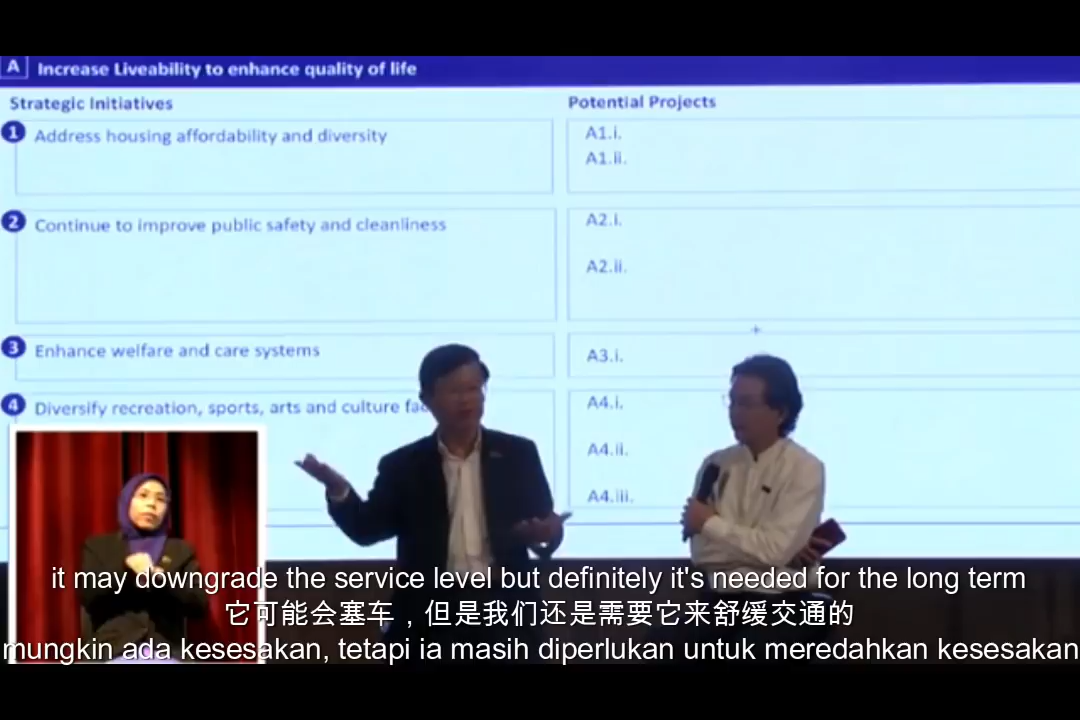 A Increase Liveability to enhance quality of life
Strategic Initiatives
Potential Projects
1 Address housing affordability and diversity
A1.i.
A1.ii.
2 Continue to improve public safety and cleanliness
A2.i.
A2.ii.
3 Enhance welfare and care systems
A3.i.
4 Diversify recreation, sports, arts and culture
A4.i.
A4.ii.
A4.iii.
it may downgrade the service level but definitely it's needed for the long term
它可能会塞车，但是我们还是需要它来舒缓交通的
mungkin ada kesesakan, tetapi ia masih diperlukan untuk meredahkan kesesakan